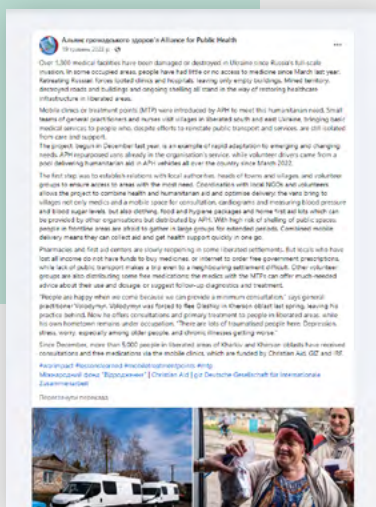 Альянс громадського здоров'я Alliance for Public Health
19 травня 2023 р.
Over 1,000 medical facilities have been damaged or destroyed in Ukraine since Russia's full-scale
invasion. In some occupied areas, people have had little or no access to medicine since March last year.
Retreating Russian forces looted clinics and hospitals, leaving only empty buildings. Mined territory,
destroyed roads and buildings and ongoing shelling all stand in the way of restoring healthcare
infrastructure in liberated areas.
Mobile clinics or treatment points (MTP) were introduced by APH to meet this humanitarian need. Small
teams of general practitioners and nurses visit villages in liberated south and east Ukraine, bringing basic
medical services to people who, despite efforts to reinstate public transport and services, are still isolated
from care and support.
The project, begun in December last year, is an example of rapid adaptation to emerging and changing
needs. APH repurposed vans already in the organisation's service, while volunteer drivers came from a
pool delivering humanitarian aid in APH vehicles all over the country since March 2022.
The first step was to establish relations with local authorities, heads of towns and villages, and volunteer
groups to ensure access to areas with the most need. Coordination with local NGOs and volunteers
allows the project to combine health and humanitarian aid and optimise delivery: the vans bring to
villages not only medics and a mobile space for consultation, cardiograms and measuring blood pressure
and blood sugar levels, but also clothing, food and hygiene packages and home first aid kits which can
be provided by other organisations but distributed by APH. With high risk of shelling of public spaces
people in frontline areas are afraid to gather in large groups for extended periods. Combined mobile
delivery means they can collect aid and get health support quickly in one go.
Pharmacies and first aid centers are slowly reopening in some liberated settlements. But locals who have
lost all income do not have funds to buy medicines, or internet to order free government prescriptions,
while lack of public transport makes a trip even to a neighbouring settlement difficult. Other volunteer
groups are also distributing some free medications; the medics with the MTPs can offer much-needed
advice about their use and dosage, or suggest follow-up diagnostics and treatment.
"People are happy when we come because we can provide a minimum consultation," says general
practitioner Volodymyr. Volodymyr was forced to flee Oleshky in Kherson oblast last spring, leaving his
practice behind. Now he offers consultations and primary treatment to people in liberated areas, while
his own hometown remains under occupation. "There are lots of traumatised people here. Depression,
stress, worry, especially among older people, and chronic illnesses getting worse."
Since December, more than 5,000 people in liberated areas of Kharkiv and Kherson oblasts have received
consultations and free medications via the mobile clinics, which are funded by Christian Aid, GIZ and IRF.
Міжнародний фонд "Відродження" | Christian Aid | giz Deutsche Gesellschaft für Internationale
Zusammenarbeit
Переглянути переклад